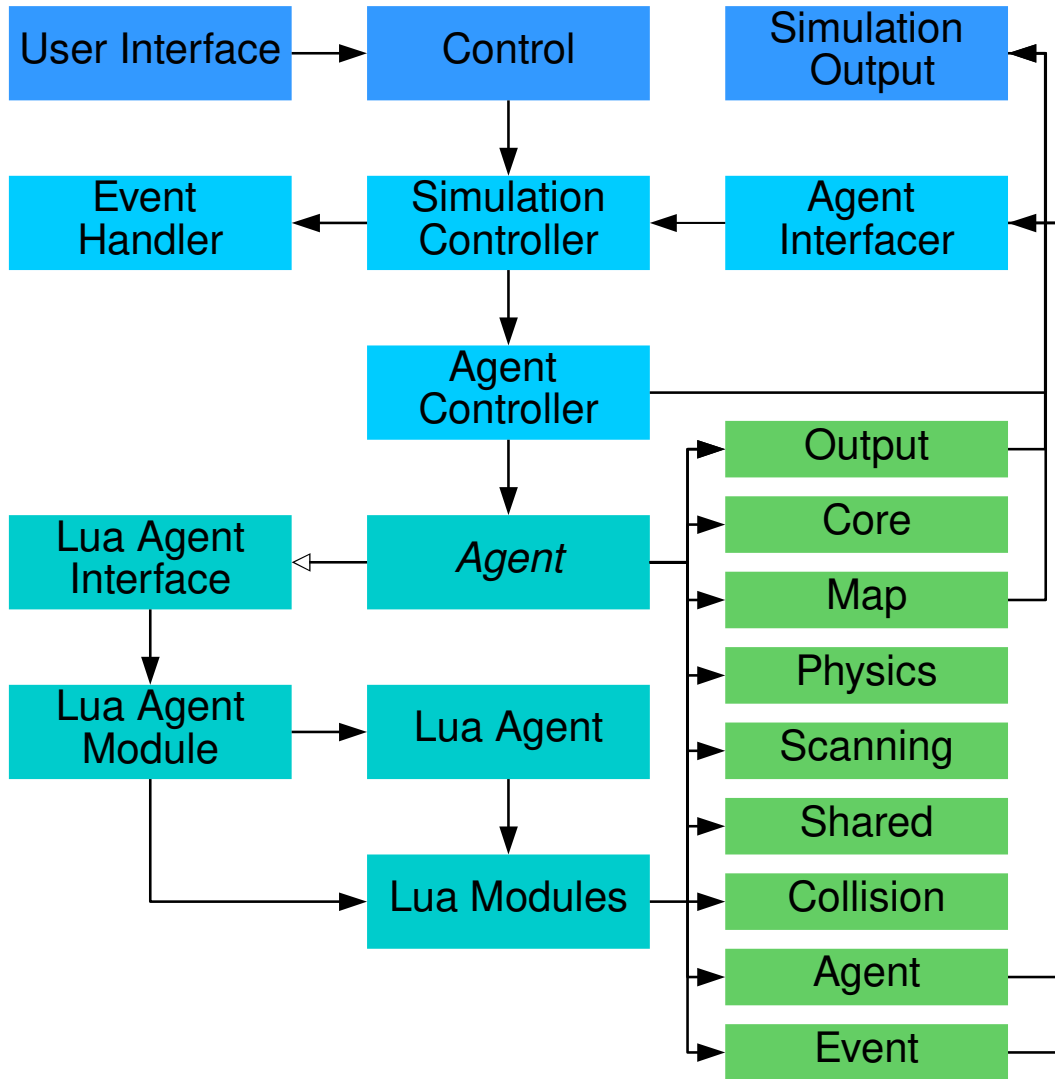 User Interface
Control
Simulation
Output
Event
Handler
Simulation
Controller
Agent
Interfacer
Agent
Controller
Output
Core
Lua Agent
Interface
Agent
Map
Physics
Lua Agent
Module
Lua Agent
Scanning
Shared
Lua Modules
Collision
Agent
Event